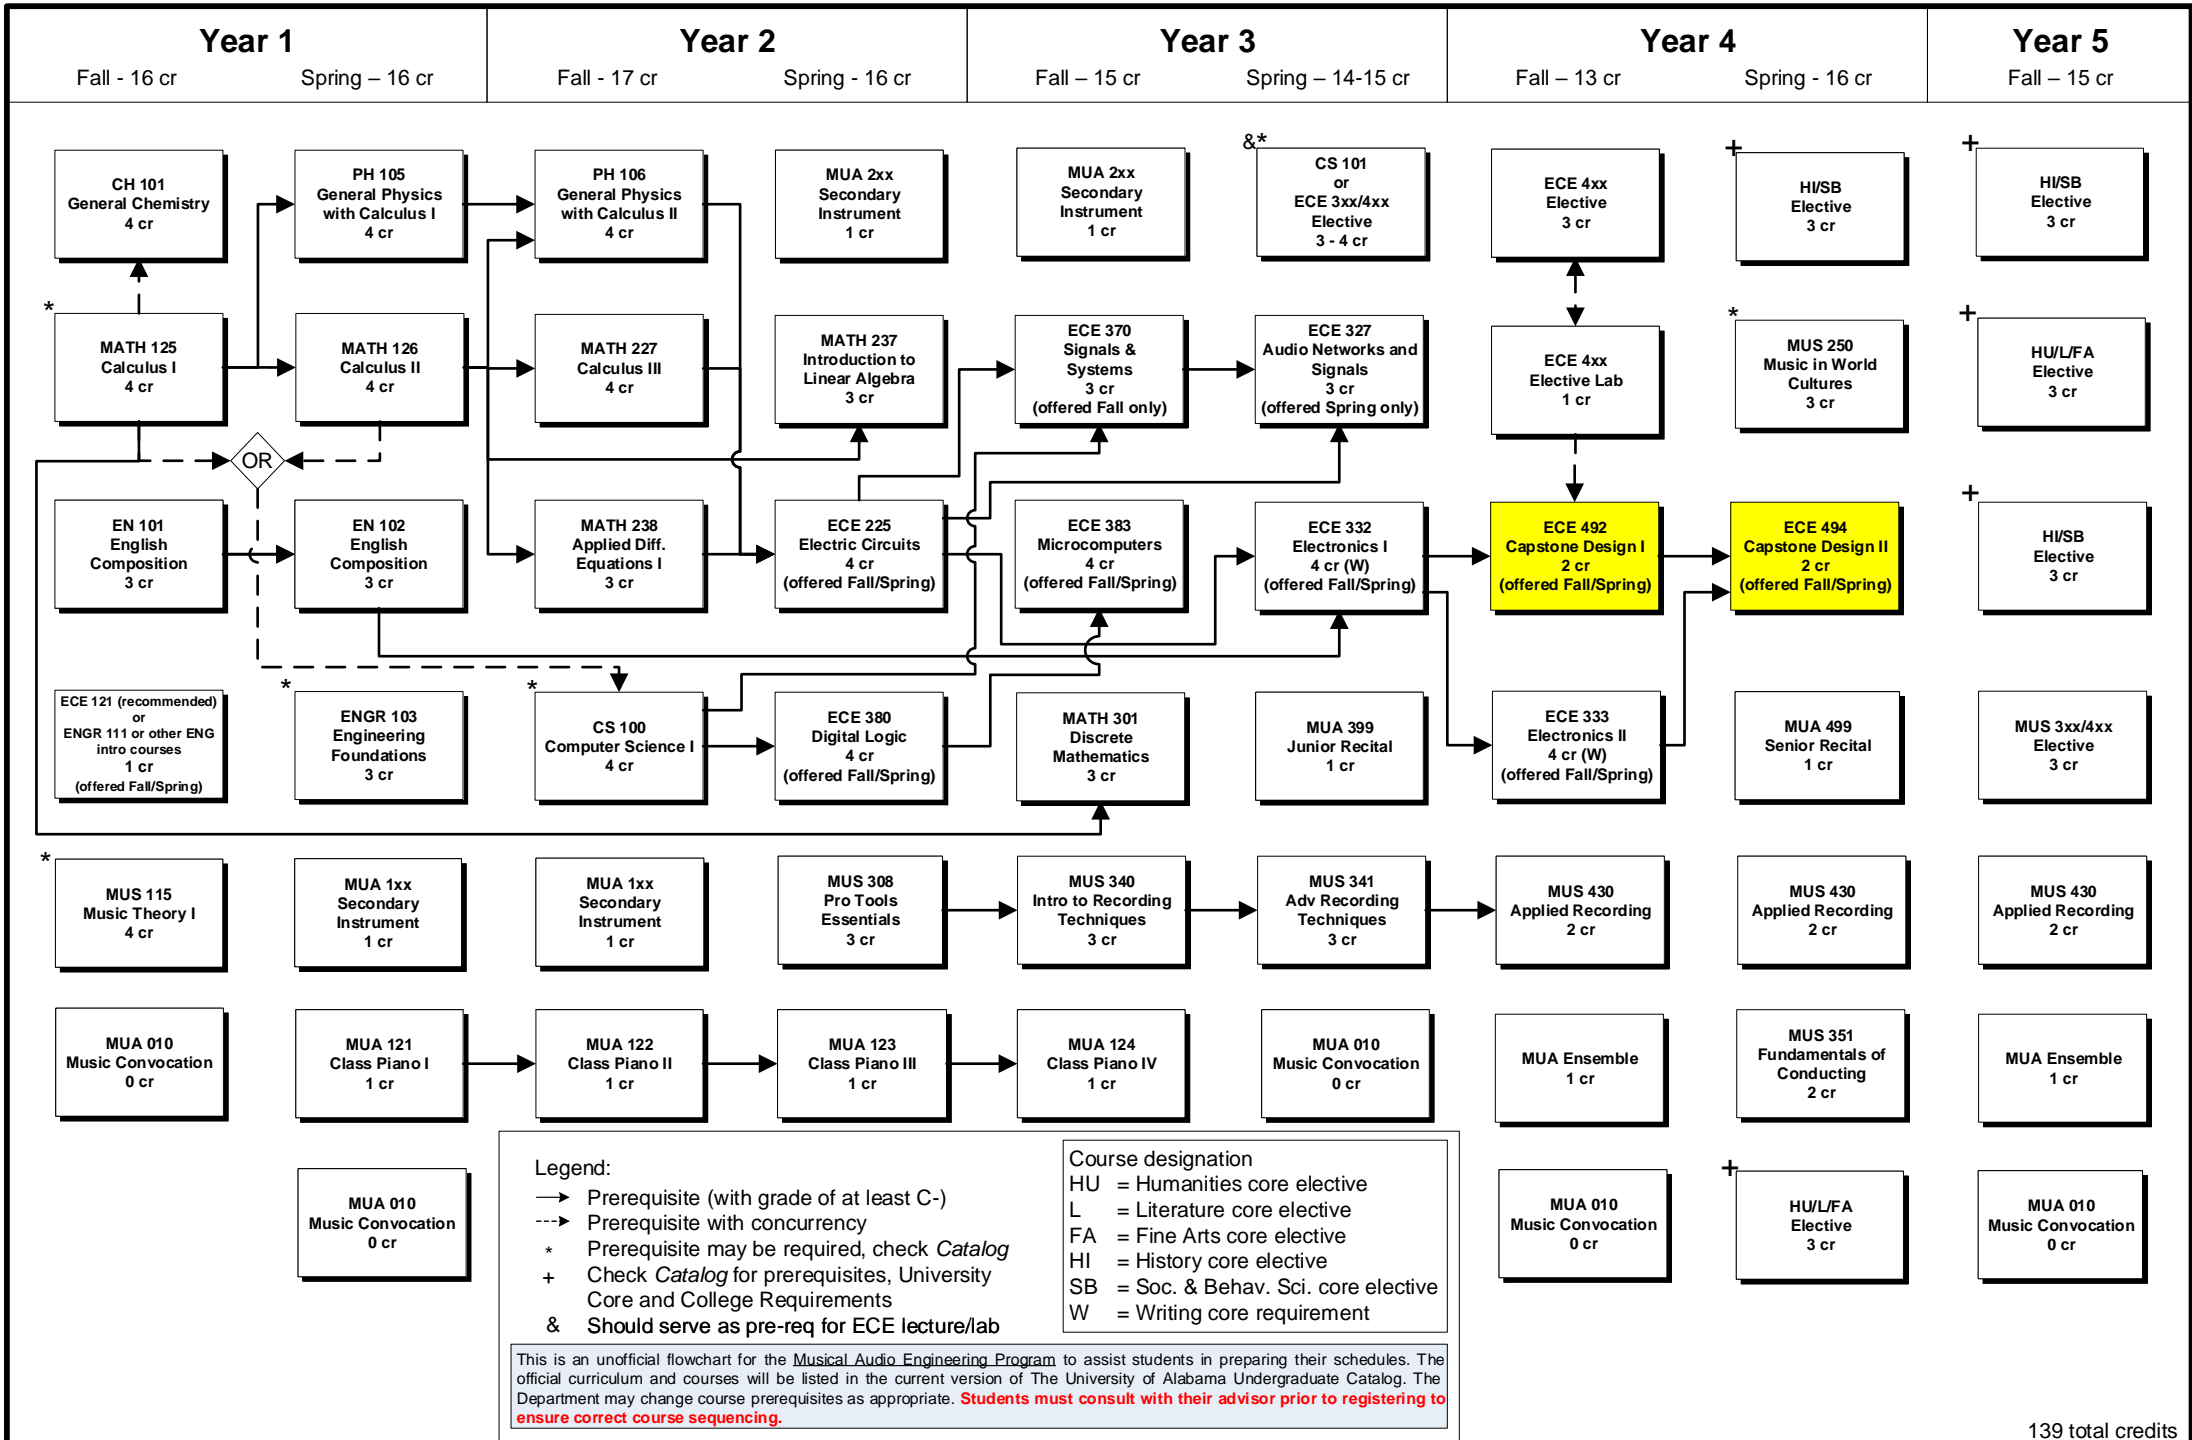 Year 1
Year 2
Year 3
Year 4
Year 5
Fall - 16 cr
Spring – 16 cr
Fall - 17 cr
Spring - 16 cr
Fall – 15 cr
Spring – 14-15 cr
Fall – 13 cr
Spring - 16 cr
Fall – 15 cr
CH 101
General Chemistry
4 cr
PH 105
General Physics
with Calculus I
4 cr
PH 106
General Physics
with Calculus II
4 cr
MUA 2xx
Secondary
Instrument
1 cr
MUA 2xx
Secondary
Instrument
1 cr
&*
CS 101
or
ECE 3xx/4xx
Elective
3 - 4 cr
ECE 4xx
Elective
3 cr
+
HI/SB
Elective
3 cr
+
HI/SB
Elective
3 cr
*
MATH 125
Calculus I
4 cr
MATH 126
Calculus II
4 cr
MATH 227
Calculus III
4 cr
MATH 237
Introduction to
Linear Algebra
3 cr
ECE 370
Signals &
Systems
3 cr
(offered Fall only)
ECE 327
Audio Networks and
Signals
3 cr
(offered Spring only)
ECE 4xx
Elective Lab
1 cr
*
MUS 250
Music in World
Cultures
3 cr
+
HU/L/FA
Elective
3 cr
OR
EN 101
English
Composition
3 cr
EN 102
English
Composition
3 cr
MATH 238
Applied Diff.
Equations I
3 cr
ECE 225
Electric Circuits
4 cr
(offered Fall/Spring)
ECE 383
Microcomputers
4 cr
(offered Fall/Spring)
ECE 332
Electronics I
4 cr (W)
(offered Fall/Spring)
ECE 492
Capstone Design I
2 cr
(offered Fall/Spring)
ECE 494
Capstone Design II
2 cr
(offered Fall/Spring)
+
HI/SB
Elective
3 cr
ECE 121 (recommended)
or
ENGR 111 or other ENG
intro courses
1 cr
(offered Fall/Spring)
*
ENGR 103
Engineering
Foundations
3 cr
*
CS 100
Computer Science I
4 cr
ECE 380
Digital Logic
4 cr
(offered Fall/Spring)
MATH 301
Discrete
Mathematics
3 cr
MUA 399
Junior Recital
1 cr
ECE 333
Electronics II
4 cr (W)
(offered Fall/Spring)
MUA 499
Senior Recital
1 cr
MUS 3xx/4xx
Elective
3 cr
*
MUS 115
Music Theory I
4 cr
MUA 1xx
Secondary
Instrument
1 cr
MUA 1xx
Secondary
Instrument
1 cr
MUS 308
Pro Tools
Essentials
3 cr
MUS 340
Intro to Recording
Techniques
3 cr
MUS 341
Adv Recording
Techniques
3 cr
MUS 430
Applied Recording
2 cr
MUS 430
Applied Recording
2 cr
MUS 430
Applied Recording
2 cr
MUA 010
Music Convocation
0 cr
MUA 121
Class Piano I
1 cr
MUA 122
Class Piano II
1 cr
MUA 123
Class Piano III
1 cr
MUA 124
Class Piano IV
1 cr
MUA 010
Music Convocation
0 cr
MUA Ensemble
1 cr
MUS 351
Fundamentals of
Conducting
2 cr
MUA Ensemble
1 cr
MUA 010
Music Convocation
0 cr
MUA 010
Music Convocation
0 cr
+
HU/L/FA
Elective
3 cr
MUA 010
Music Convocation
0 cr
Legend:
Prerequisite (with grade of at least C-)
Prerequisite with concurrency
* Prerequisite may be required, check Catalog
+ Check Catalog for prerequisites, University
Core and College Requirements
& Should serve as pre-req for ECE lecture/lab
Course designation
HU = Humanities core elective
L = Literature core elective
FA = Fine Arts core elective
HI = History core elective
SB = Soc. & Behav. Sci. core elective
W = Writing core requirement
This is an unofficial flowchart for the Musical Audio Engineering Program to assist students in preparing their schedules. The
official curriculum and courses will be listed in the current version of The University of Alabama Undergraduate Catalog. The
Department may change course prerequisites as appropriate. Students must consult with their advisor prior to registering to
ensure correct course sequencing.
139 total credits